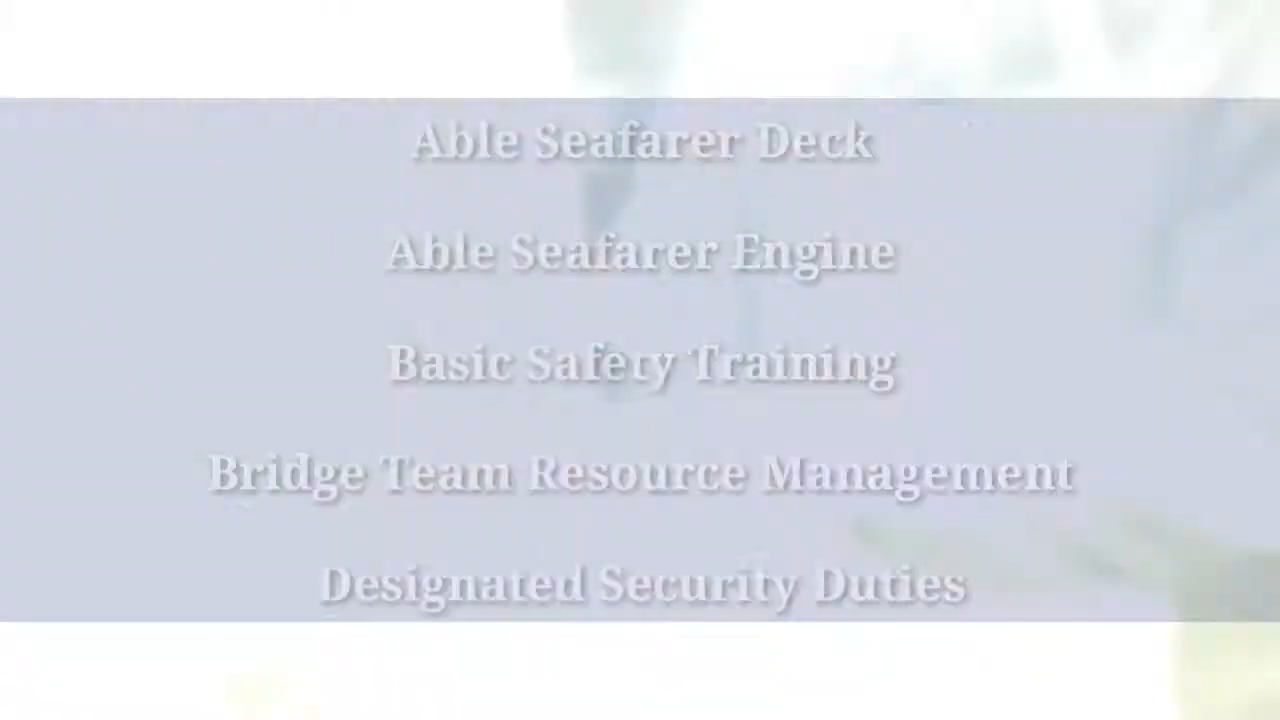 Able Seafarer Deck
Able Seafarer Engine
Basic Safety Training
Bridge Team Resource Management
Designated Security Duties